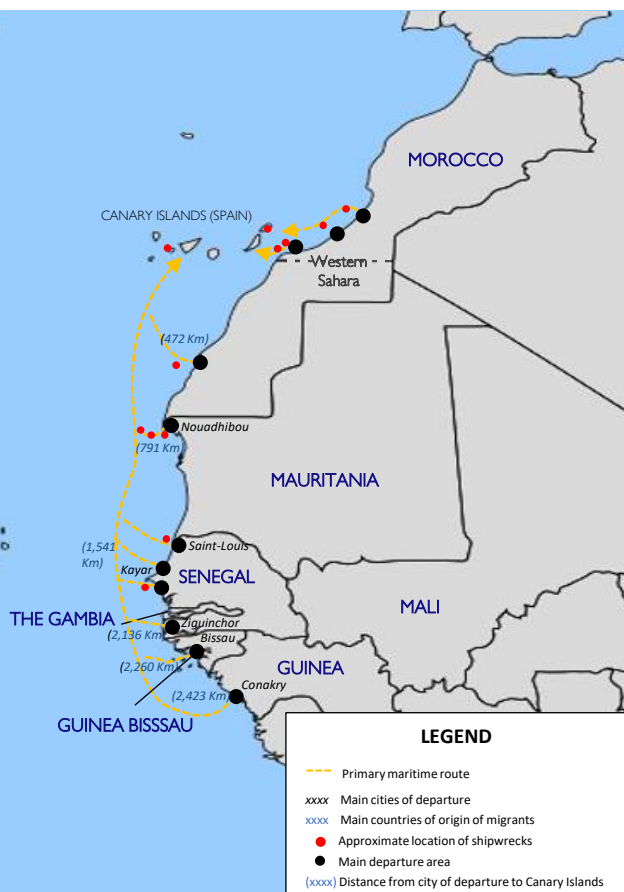 MOROCCO
CANARY ISLANDS (SPAIN)
Western
Sahara
(472 Km)
Nouadhibou
(791 Km)
MAURITANIA
Saint-Louis
(1,541
Km)
Kayar
SENEGAL
MALI
THE GAMBIA
Ziguinchor
(2,136 Km)
Bissau
(2,260 Km)
GUINEA
Conakry
(2,423 Km)
GUINEA BISSSAU
LEGEND
Primary maritime route
xxxx Main cities of departure
xxxx Main countries of origin of migrants
Approximate location of shipwrecks
Main departure area
(xxxx) Distance from city of departure to Canary Islands